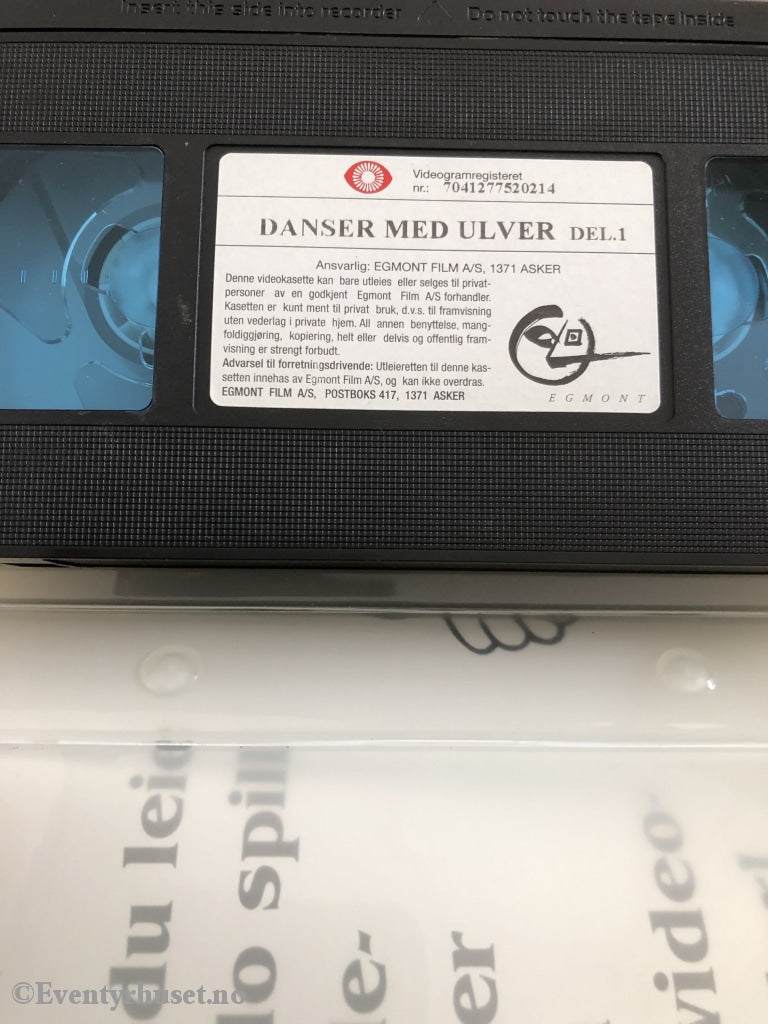 Insert this side into recorder Do not touch the tape inside
Videogramregisteret
nr.: 7041277520214
DANSER MED ULVER DEL.1
Ansvarlig: EGMONT FILM A/S, 1371 ASKER
Denne videokasette kan bare utleies eller selges til privat-
personer av en godkjent Egmont Film A/S forhandler.
Kasetten er kunt ment til privat bruk, d.v.s. til framvisning
uten vederlag i private hjem. All annen benyttelse, mang-
foldiggjøring, kopiering, helt eller delvis og offentlig fram-
visning er strengt forbudt.
Advarsel til forretningsdrivende: Utleieretten til denne kas-
setten innehas av Egmont Film A/S, og kan ikke overdras.
EGMONT FILM A/S, POSTBOKS 417, 1371 ASKER
EGMONT
du leie
spill
video-
©Eventyrhuset.no